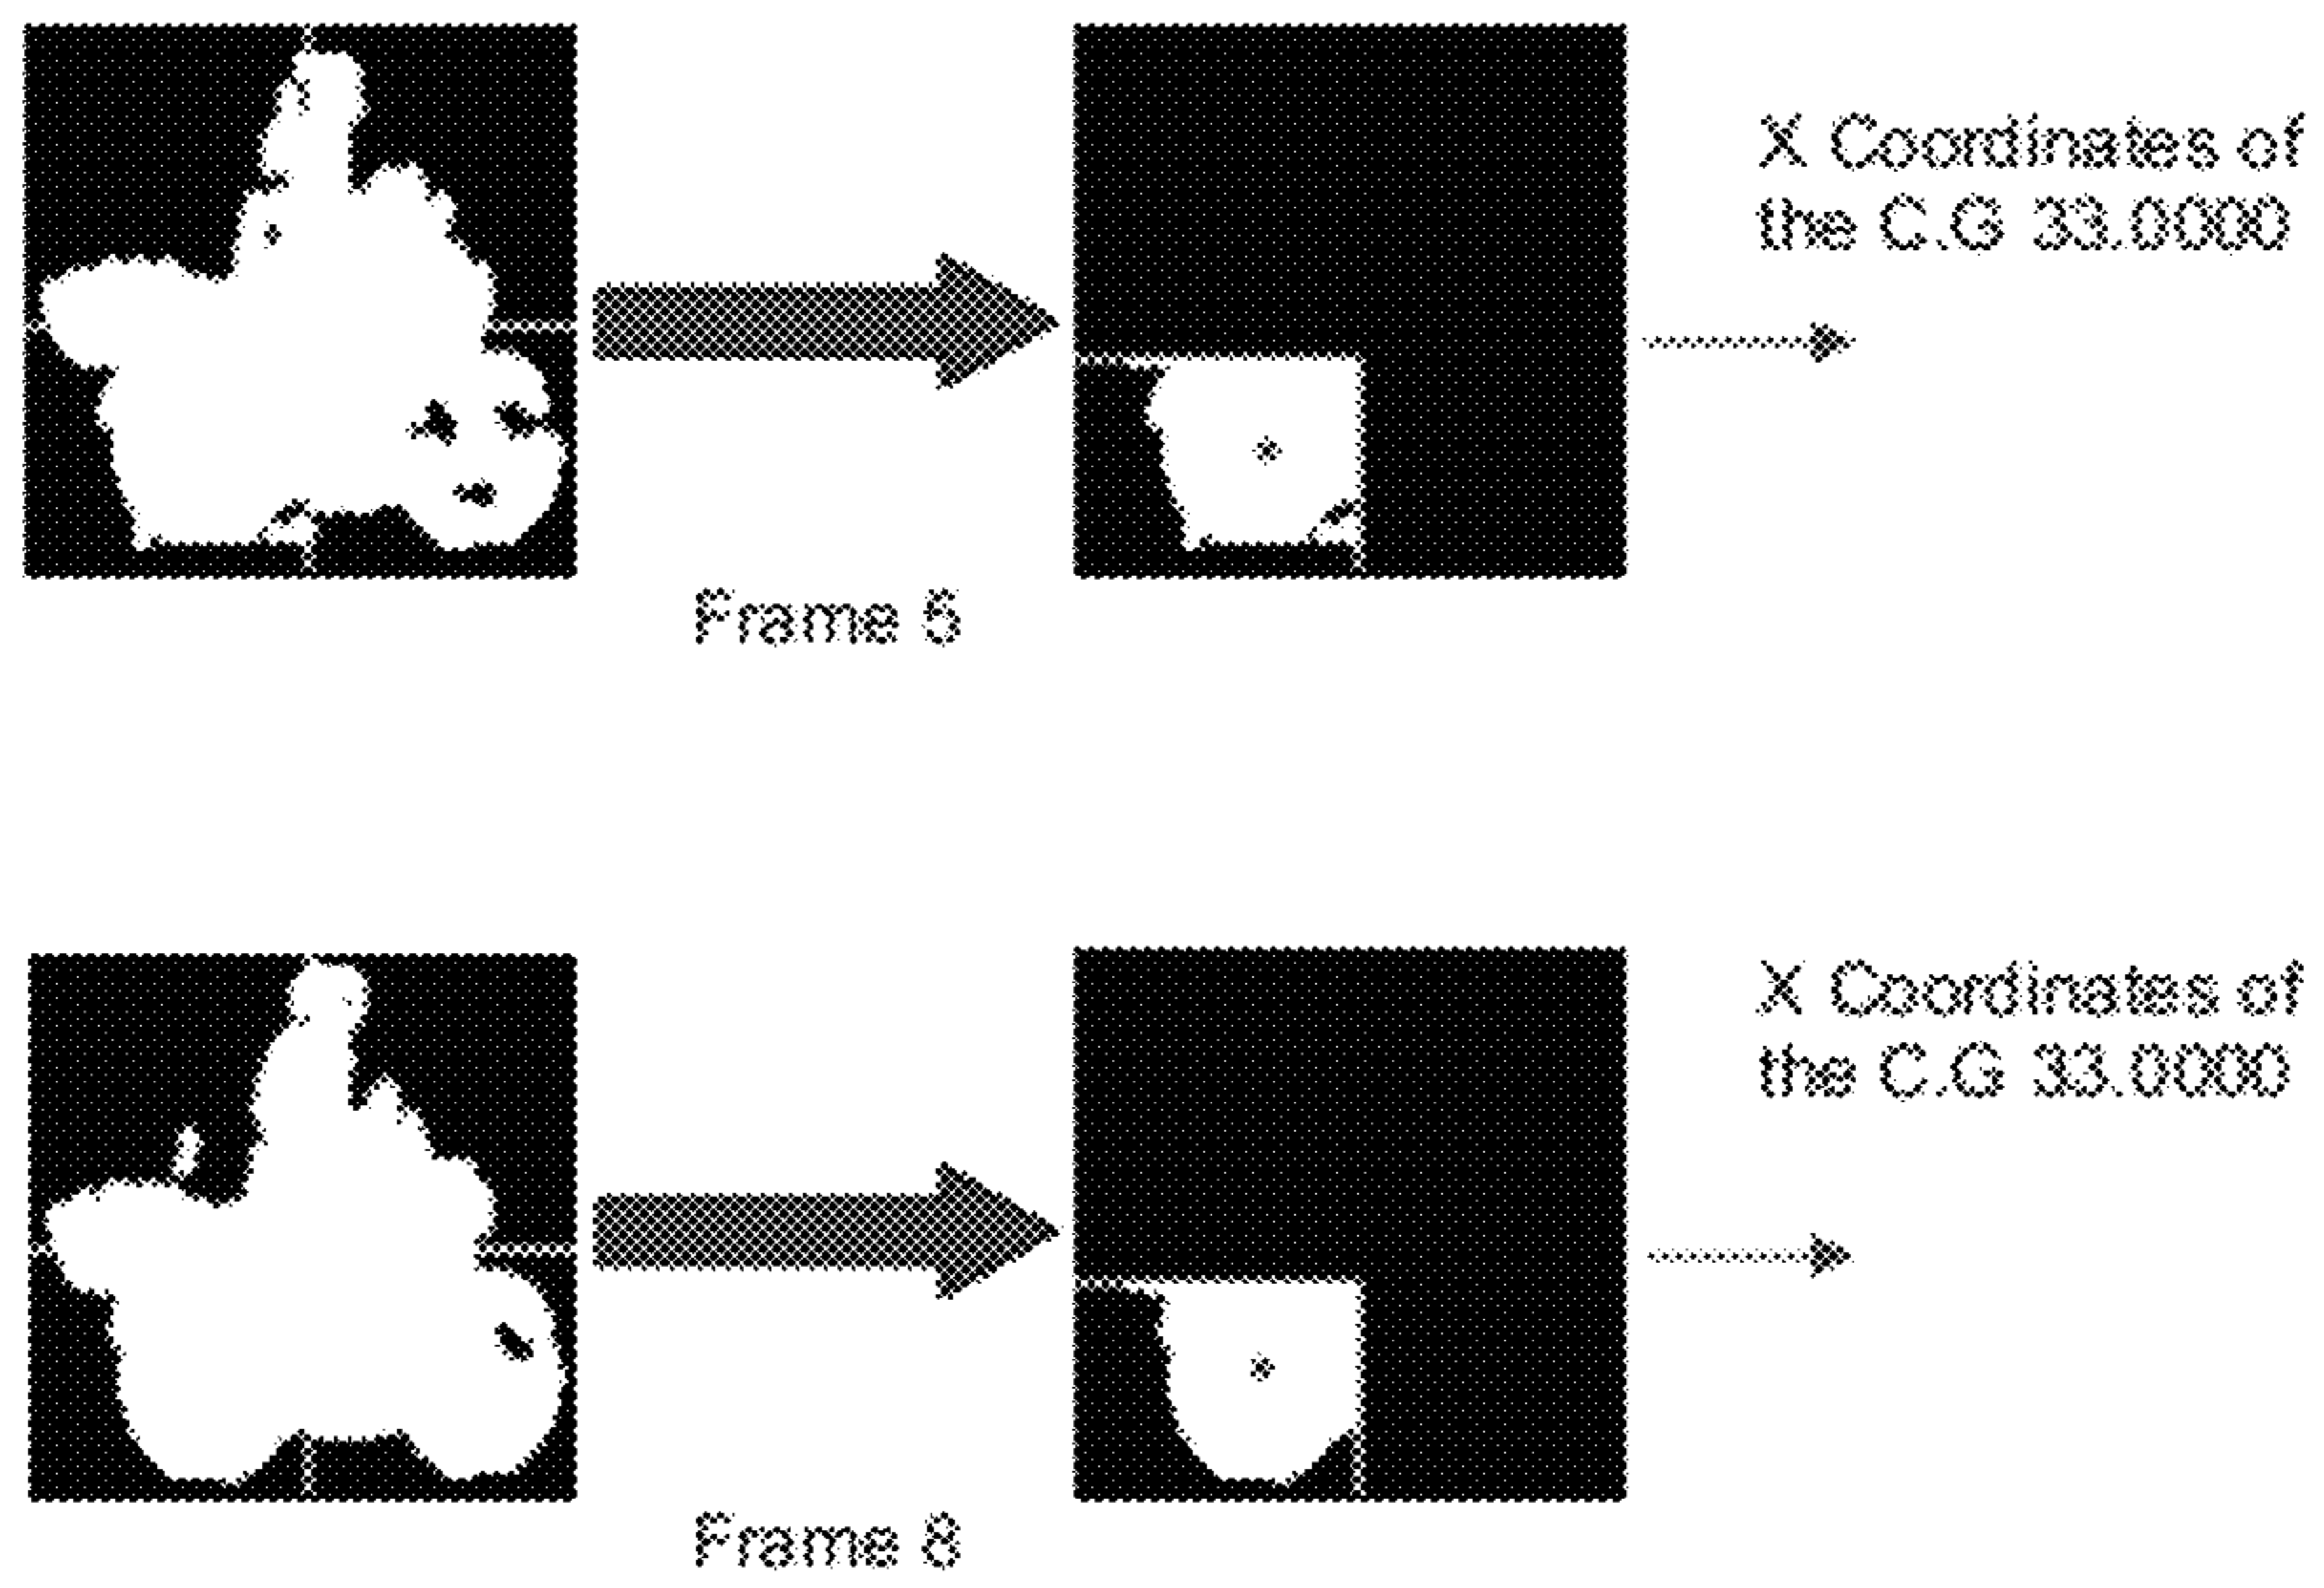 X Coordinates of
the C.G 33.0000
Frame 5
X Coordinates of
the C.G 33.0000
Frame 8